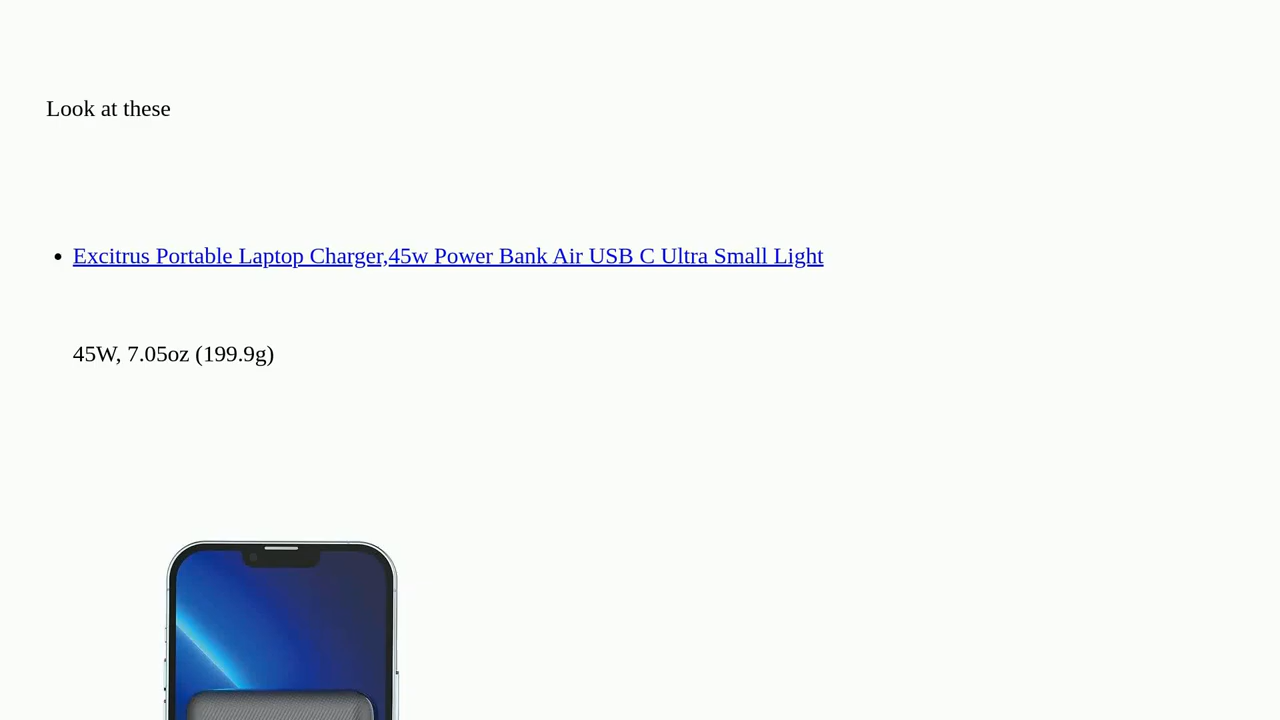 Look at these
Excitrus Portable Laptop Charger,45w Power Bank Air USB C Ultra Small Light
45W, 7.05oz (199.9g)